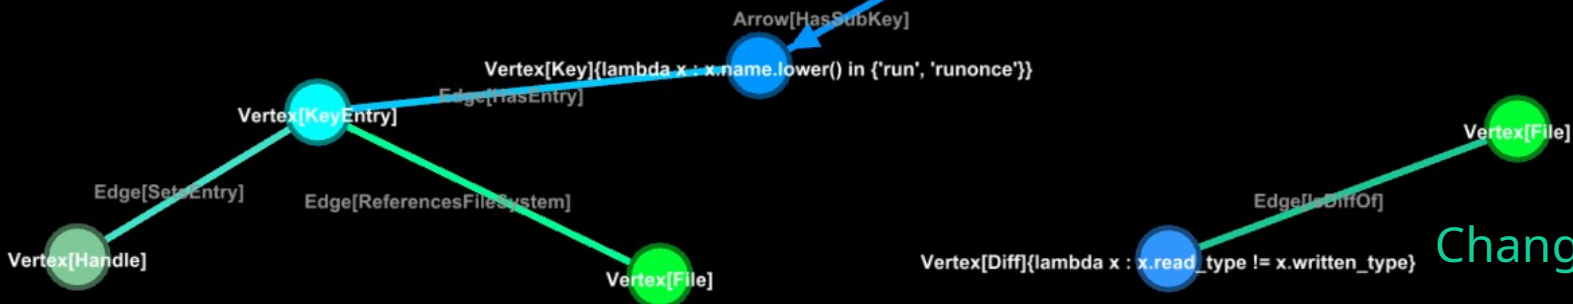 Arrow[HasSubKey]
Vertex[Key]{lambda x : x.name.lower() in {'run', 'runonce'}}
Edge[HasEntry]
Vertex[KeyEntry]
Vertex[File]
Edge[SetsEntry]
Edge[ReferencesFileSystem]
Edge[IsDiffOf]
Vertex[Handle]
Vertex[File]
Vertex[Diff]{lambda x : x.read_type != x.written_type}
Chang